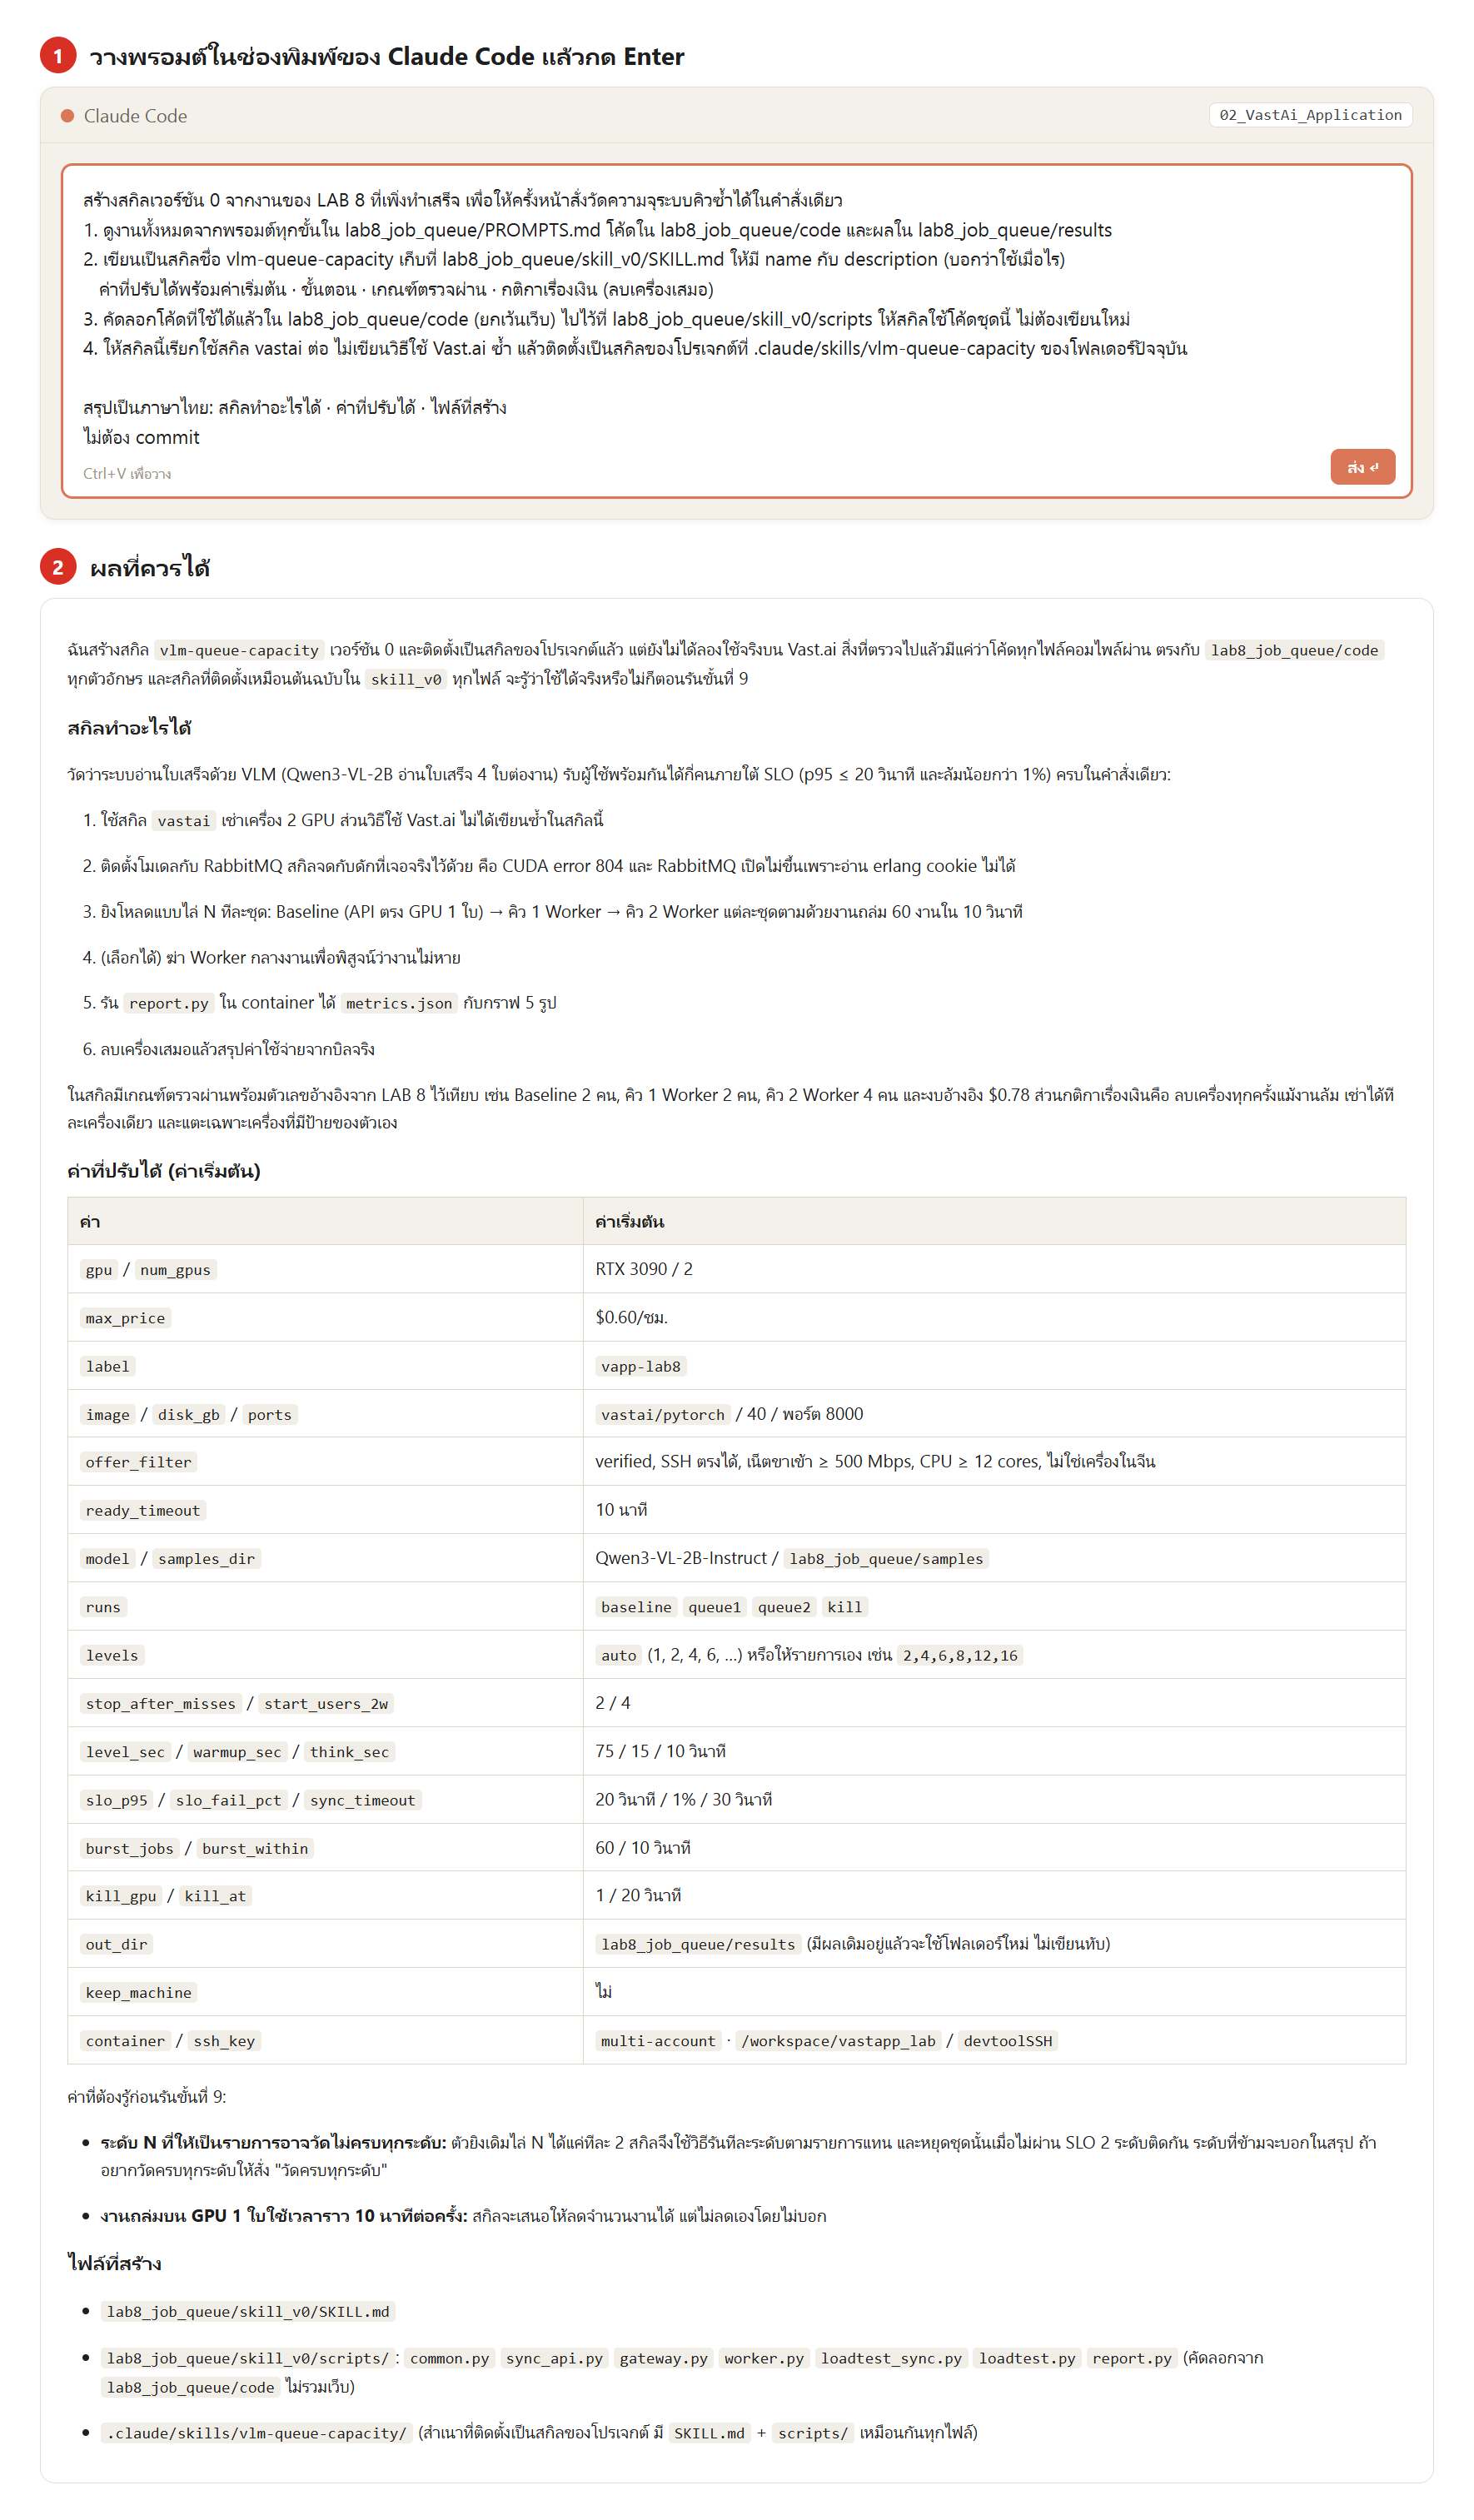 1 วางพรอมต์ในช่องพิมพ์ของ Claude Code แล้วกด Enter
Claude Code
02_VastAi_Application
สร้างสกิลเวอร์ชัน 0 จากงานของ LAB 8 ที่เพิ่งทำเสร็จ เพื่อให้ครั้งหน้าสั่งวัดความจุระบบคิวซ้ำได้ในคำสั่งเดียว
1. ดูงานทั้งหมดจากพรอมต์ทุกขั้นใน lab8_job_queue/PROMPTS.md โค้ดใน lab8_job_queue/code และผลใน lab8_job_queue/results
2. เขียนเป็นสกิลชื่อ vlm-queue-capacity เก็บที่ lab8_job_queue/skill_v0/SKILL.md ให้มี name กับ description (บอกว่าใช้เมื่อไร)
ค่าที่ปรับได้พร้อมค่าเริ่มต้น · ขั้นตอน · เกณฑ์ตรวจผ่าน · กติกาเรื่องเงิน (ลบเครื่องเสมอ)
3. คัดลอกโค้ดที่ใช้ได้แล้วใน lab8_job_queue/code (ยกเว้นเว็บ) ไปไว้ที่ lab8_job_queue/skill_v0/scripts ให้สกิลใช้โค้ดชุดนี้ ไม่ต้องเขียนใหม่
4. ให้สกิลนี้เรียกใช้สกิล vastai ต่อ ไม่เขียนวิธีใช้ Vast.ai ซ้ำ แล้วติดตั้งเป็นสกิลของโปรเจกต์ที่ .claude/skills/vlm-queue-capacity ของโฟลเดอร์ปัจจุบัน
สรุปเป็นภาษาไทย: สกิลทำอะไรได้ · ค่าที่ปรับได้ · ไฟล์ที่สร้าง
ไม่ต้อง commit
Ctrl+V เพื่อวาง
ส่ง ↵
2 ผลที่ควรได้
ฉันสร้างสกิล vlm-queue-capacity เวอร์ชัน 0 และติดตั้งเป็นสกิลของโปรเจกต์แล้ว แต่ยังไม่ได้ลองใช้จริงบน Vast.ai สิ่งที่ตรวจไปแล้วมีแค่ว่าโค้ดทุกไฟล์คอมไพล์ผ่าน ตรงกับ lab8_job_queue/code
ทุกตัวอักษร และสกิลที่ติดตั้งเหมือนต้นฉบับใน skill_v0 ทุกไฟล์ จะรู้ว่าใช้ได้จริงหรือไม่ก็ตอนรันขั้นที่ 9
สกิลทำอะไรได้
วัดว่าระบบอ่านใบเสร็จด้วย VLM (Qwen3-VL-2B อ่านใบเสร็จ 4 ใบต่องาน) รับผู้ใช้พร้อมกันได้กี่คนภายใต้ SLO (p95 ≤ 20 วินาที และล้มน้อยกว่า 1%) ครบในคำสั่งเดียว:
1. ใช้สกิล vastai เช่าเครื่อง 2 GPU ส่วนวิธีใช้ Vast.ai ไม่ได้เขียนซ้ำในสกิลนี้
2. ติดตั้งโมเดลกับ RabbitMQ สกิลจดกับดักที่เจอจริงไว้ด้วย คือ CUDA error 804 และ RabbitMQ เปิดไม่ขึ้นเพราะอ่าน erlang cookie ไม่ได้
3. ยิงโหลดแบบไล่ N ทีละชุด: Baseline (API ตรง GPU 1 ใบ) → คิว 1 Worker → คิว 2 Worker แต่ละชุดตามด้วยงานถล่ม 60 งานใน 10 วินาที
4. (เลือกได้) ฆ่า Worker กลางงานเพื่อพิสูจน์ว่างานไม่หาย
5. รัน report.py ใน container ได้ metrics.json กับกราฟ 5 รูป
6. ลบเครื่องเสมอแล้วสรุปค่าใช้จ่ายจากบิลจริง
ในสกิลมีเกณฑ์ตรวจผ่านพร้อมตัวเลขอ้างอิงจาก LAB 8 ไว้เทียบ เช่น Baseline 2 คน, คิว 1 Worker 2 คน, คิว 2 Worker 4 คน และงบอ้างอิง $0.78 ส่วนกติกาเรื่องเงินคือ ลบเครื่องทุกครั้งแม้งานล้ม เช่าได้ที
ละเครื่องเดียว และแตะเฉพาะเครื่องที่มีป้ายของตัวเอง
ค่าที่ปรับได้ (ค่าเริ่มต้น)
ค่า ค่าเริ่มต้น
gpu / num_gpus RTX 3090 / 2
max_price $0.60/ชม.
label vapp-lab8
image / disk_gb / ports vastai/pytorch / 40 / พอร์ต 8000
offer_filter verified, SSH ตรงได้, เน็ตขาเข้า ≥ 500 Mbps, CPU ≥ 12 cores, ไม่ใช่เครื่องในจีน
ready_timeout 10 นาที
model / samples_dir Qwen3-VL-2B-Instruct / lab8_job_queue/samples
runs baseline queue1 queue2 kill
levels auto (1, 2, 4, 6, ...) หรือให้รายการเอง เช่น 2,4,6,8,12,16
stop_after_misses / start_users_2w 2 / 4
level_sec / warmup_sec / think_sec 75 / 15 / 10 วินาที
slo_p95 / slo_fail_pct / sync_timeout 20 วินาที / 1% / 30 วินาที
burst_jobs / burst_within 60 / 10 วินาที
kill_gpu / kill_at 1 / 20 วินาที
out_dir lab8_job_queue/results (มีผลเดิมอยู่แล้วจะใช้โฟลเดอร์ใหม่ ไม่เขียนทับ)
keep_machine ไม่
container / ssh_key multi-account · /workspace/vastapp_lab / devtoolSSH
ค่าที่ต้องรู้ก่อนรันขั้นที่ 9:
• ระดับ N ที่ให้เป็นรายการอาจวัดไม่ครบทุกระดับ: ตัวยิงเดิมไล่ N ได้แค่ทีละ 2 สกิลจึงใช้วิธีรันทีละระดับตามรายการแทน และหยุดชุดนั้นเมื่อไม่ผ่าน SLO 2 ระดับติดกัน ระดับที่ข้ามจะบอกในสรุป ถ้า
อยากวัดครบทุกระดับให้สั่ง "วัดครบทุกระดับ"
• งานถล่มบน GPU 1 ใบใช้เวลาราว 10 นาทีต่อครั้ง: สกิลจะเสนอให้ลดจำนวนงานได้ แต่ไม่ลดเองโดยไม่บอก
ไฟล์ที่สร้าง
• lab8_job_queue/skill_v0/SKILL.md
• lab8_job_queue/skill_v0/scripts/: common.py sync_api.py gateway.py worker.py loadtest_sync.py loadtest.py report.py (คัดลอกจาก
lab8_job_queue/code ไม่รวมเว็บ)
• .claude/skills/vlm-queue-capacity/ (สำเนาที่ติดตั้งเป็นสกิลของโปรเจกต์ มี SKILL.md + scripts/ เหมือนกันทุกไฟล์)